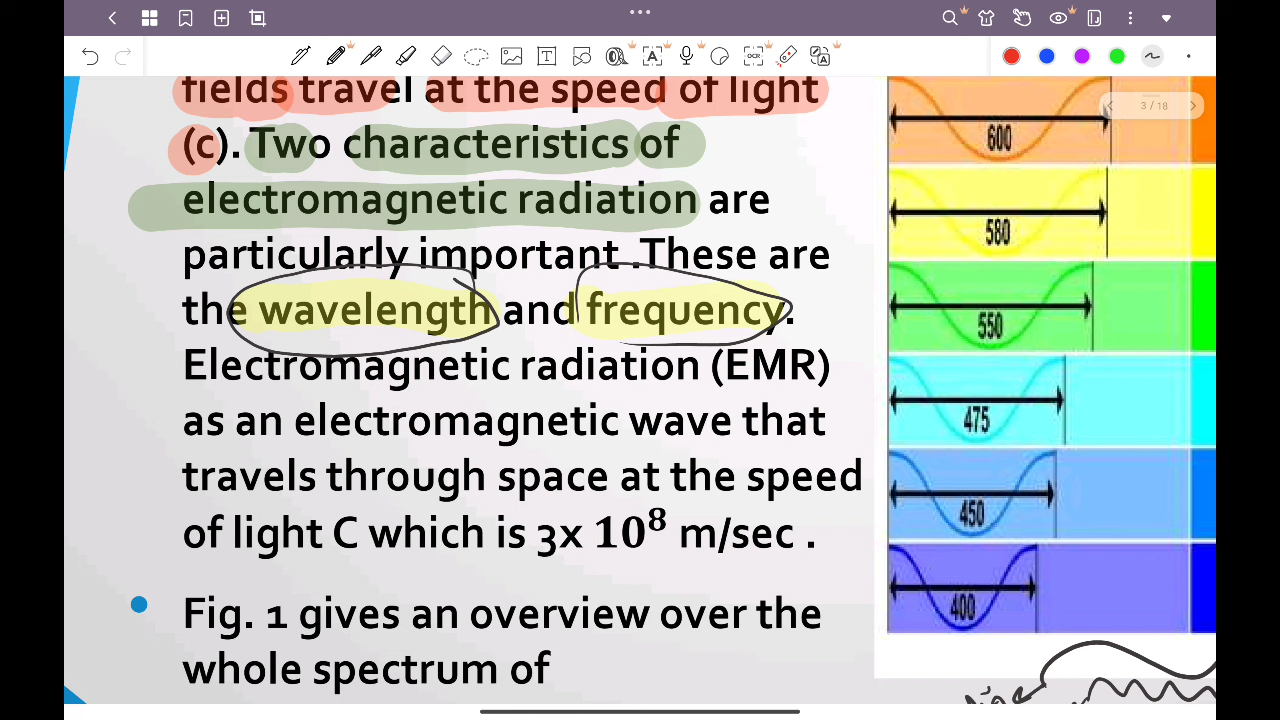 3 / 18
fields travel at the speed of light
(c). Two characteristics of
electromagnetic radiation are
particularly important .These are
the wavelength and frequency.
Electromagnetic radiation (EMR)
as an electromagnetic wave that
travels through space at the speed
of light C which is 3x 10⁸ m/sec .
• Fig. 1 gives an overview over the
whole spectrum of
600
580
550
475
450
400